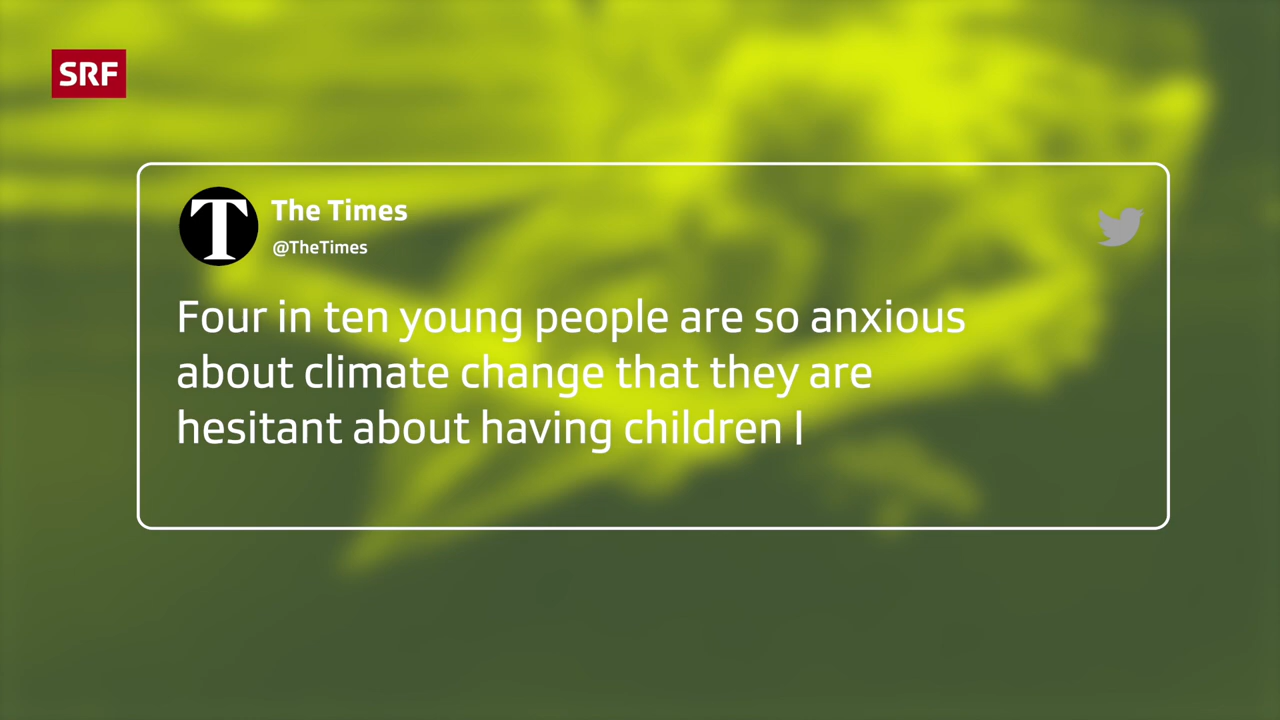 SRF
T
The Times
@TheTimes
Four in ten young people are so anxious
about climate change that they are
hesitant about having children |